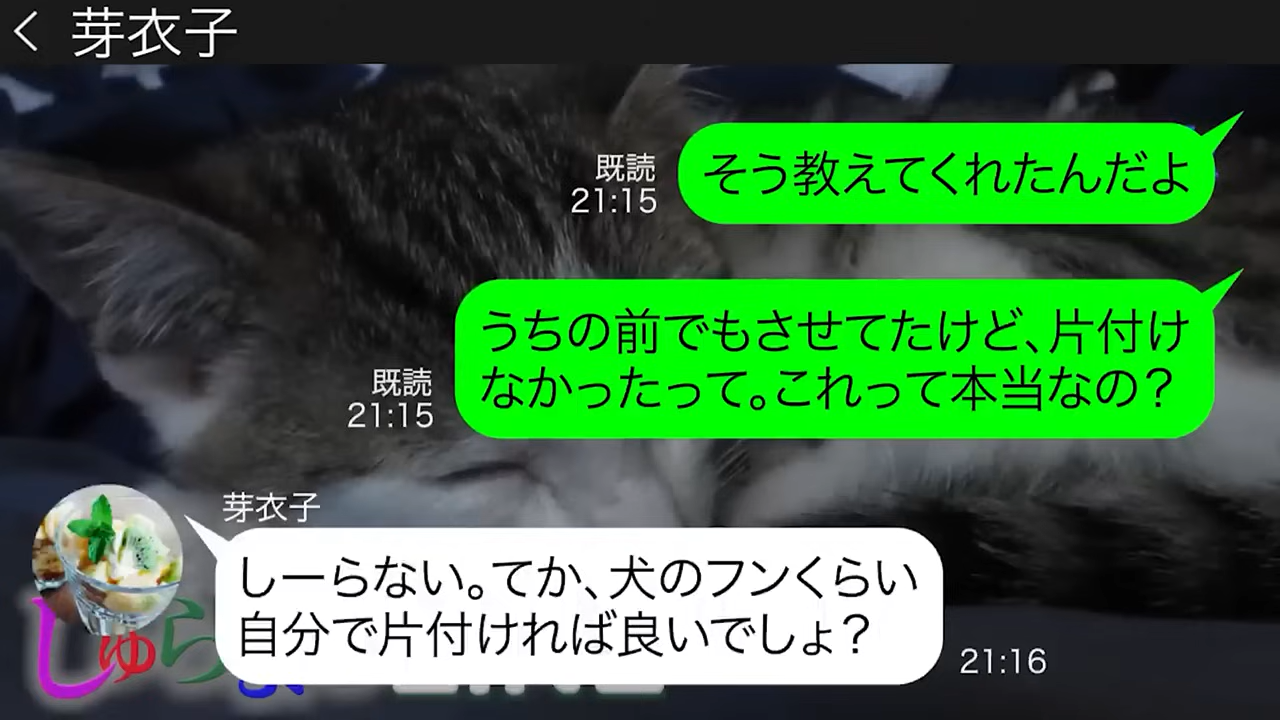 芽衣子
そう教えてくれたんだよ
既読
21:15
うちの前でもさせてたけど、片付け
なかったって。これって本当なの？
既読
21:15
芽衣子
しーらない。てか、犬のフンくらい
自分で片付ければ良いでしょ？
21:16
しゅら